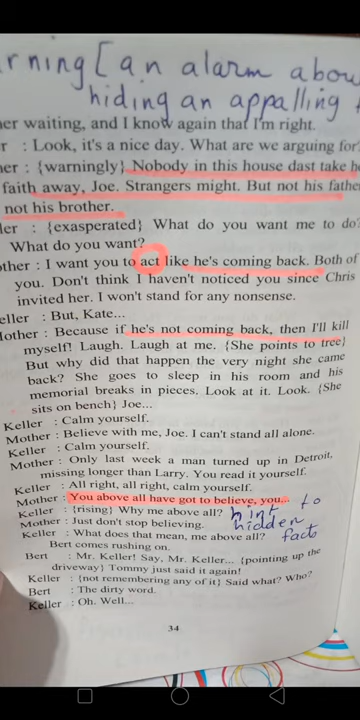 rning [an alarm abou
hiding an appalling
her waiting, and I know again that I'm right.
r : Look, it's a nice day. What are we arguing for
her : {warningly} Nobody in this house dast take he
faith away, Joe. Strangers might. But not his fathe
not his brother.
ler : {exasperated} What do you want me to do
What do you want?
other : I want you to act like he's coming back. Both of
you. Don't think I haven't noticed you since Chris
invited her. I won't stand for any nonsense.
eller : But, Kate...
Mother : Because if he's not coming back, then I'll kill
myself! Laugh. Laugh at me. {She points to tree}
But why did that happen the very night she came
back? She goes to sleep in his room and his
memorial breaks in pieces. Look at it. Look. {She
sits on bench} Joe...
Keller : Calm yourself.
Mother : Believe with me, Joe. I can't stand all alone.
Keller : Calm yourself.
Mother : Only last week a man turned up in Detroit,
missing longer than Larry. You read it yourself.
Keller : All right, all right, calm yourself.
Mother : You above all have got to believe, you...
Keller : {rising} Why me above all? hint to
Mother : Just don't stop believing. hidden
Keller : What does that mean, me above all? facts
Bert comes rushing on.
Bert : Mr. Keller! Say, Mr. Keller... {pointing up the
driveway} Tommy just said it again!
Keller : {not remembering any of it} Said what? Who?
Bert : The dirty word.
Keller : Oh. Well...
34